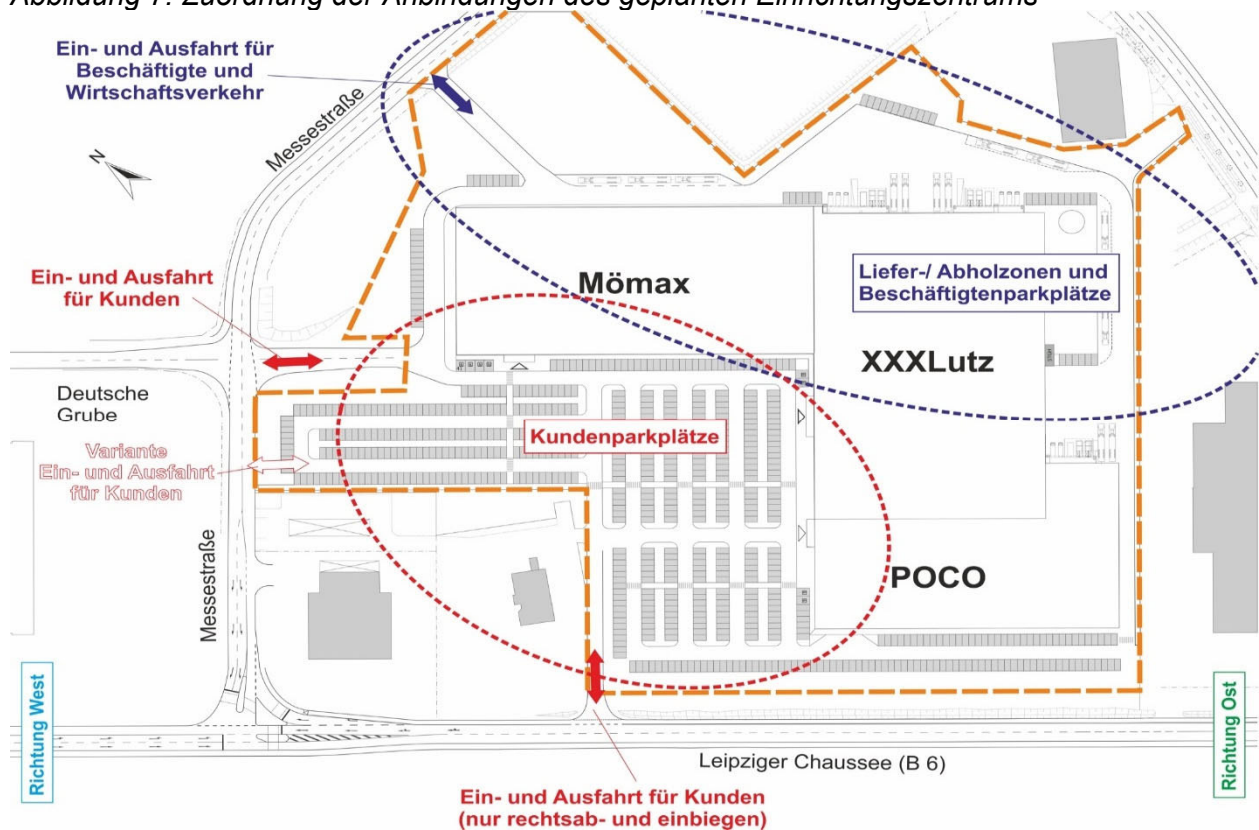 Abbildung 7: Zuordnung der Anbindungen des geplanten Einrichtungszentrums
Ein- und Ausfahrt für
Beschäftigte und
Wirtschaftsverkehr
Messestraße
N
Ein- und Ausfahrt
für Kunden
Mömax
Liefer-/ Abholzonen und
Beschäftigtenparkplätze
XXXLutz
Deutsche
Grube
Kundenparkplätze
Variante
Ein- und Ausfahrt
für Kunden
Messestraße
POCO
Richtung West
Richtung Ost
Leipziger Chaussee (B 6)
Ein- und Ausfahrt für Kunden
(nur rechtsab- und einbiegen)